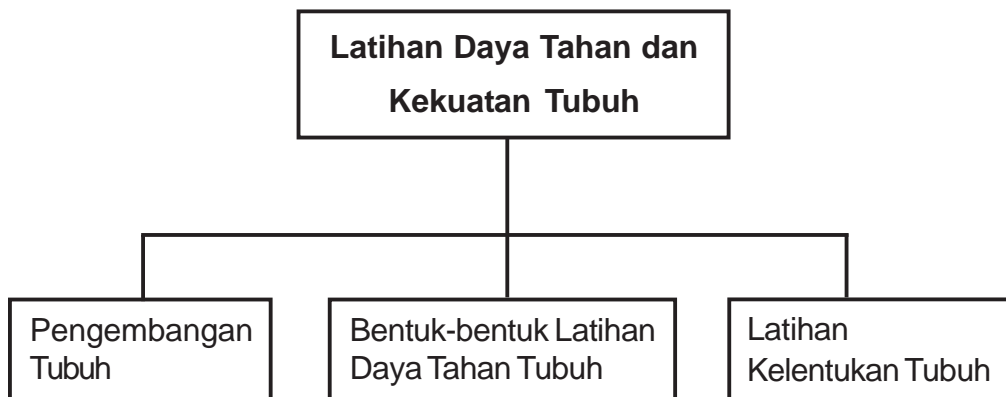 Latihan Daya Tahan dan
Kekuatan Tubuh
Pengembangan
Tubuh
Bentuk-bentuk Latihan
Daya Tahan Tubuh
Latihan
Kelentukan Tubuh